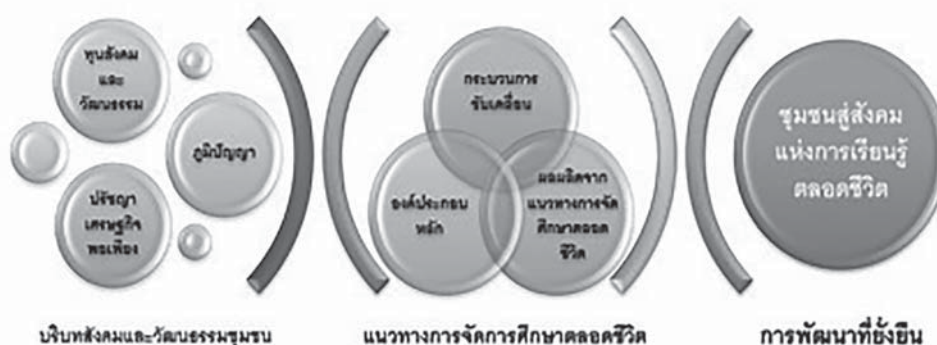 ทุนสังคม
และ
วัฒนธรรม
ภูมิปัญญา
ปรัชญา
เศรษฐกิจ
พอเพียง
บริบทสังคมและวัฒนธรรมชุมชน
กระบวนการ
ขับเคลื่อน
องค์ประกอบ
หลัก
ผลผลิตจาก
แนวทางการจัด
ศึกษาตลอด
ชีวิต
แนวทางการจัดการศึกษาตลอดชีวิต
ชุมชนสู่สังคม
แห่งการเรียนรู้
ตลอดชีวิต
การพัฒนาที่ยั่งยืน